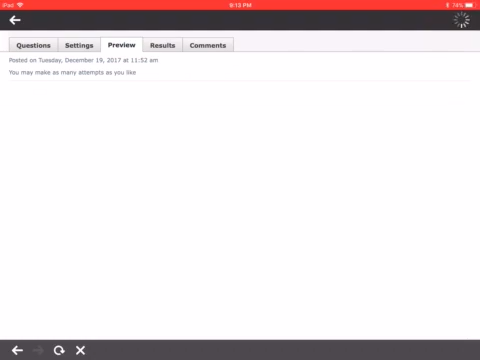 iPad 9:13 PM 74%
Questions Settings Preview Results Comments
Posted on Tuesday, December 19, 2017 at 11:52 am
You may make as many attempts as you like